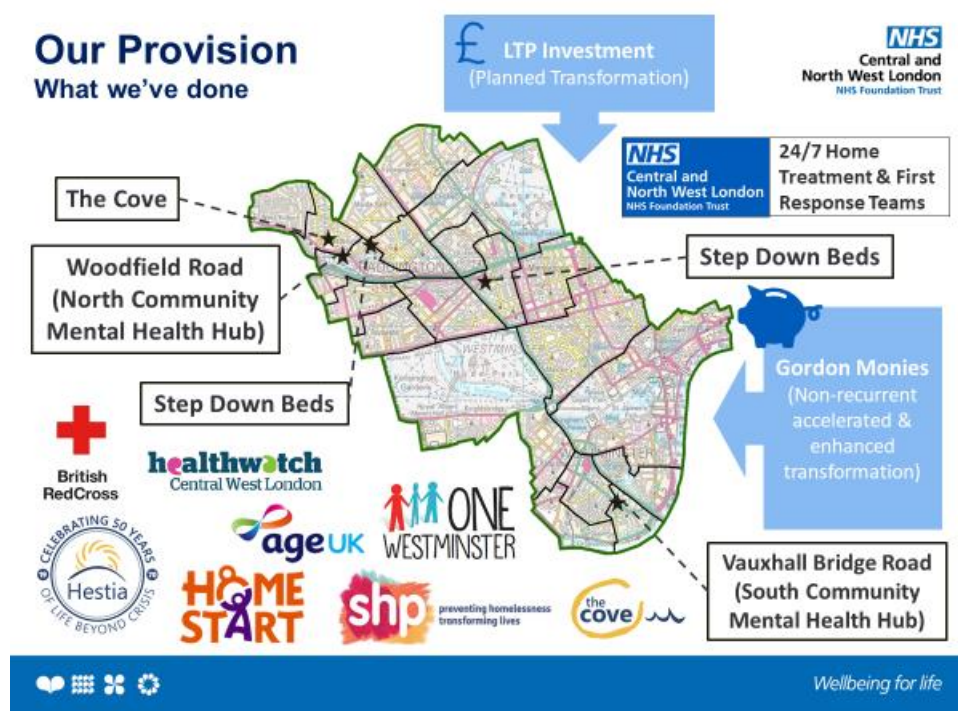 Our Provision
What we've done
£
LTP Investment
(Planned Transformation)
NHS
Central and
North West London
NHS Foundation Trust
NHS
Central and
North West London
NHS Foundation Trust
24/7 Home
Treatment & First
Response Teams
The Cove
Woodfield Road
(North Community
Mental Health Hub)
Step Down Beds
Step Down Beds
Gordon Monies
(Non-recurrent
accelerated &
enhanced
transformation)
British
RedCross
healthwatch
Central West London
CELEBRATING 50 YEARS
OF LIFE BEYOND CRISIS
Hestia
age UK
ONE
WESTMINSTER
HOME
START
shp
preventing homelessness
transforming lives
the
cove
Vauxhall Bridge Road
(South Community
Mental Health Hub)
Wellbeing for life